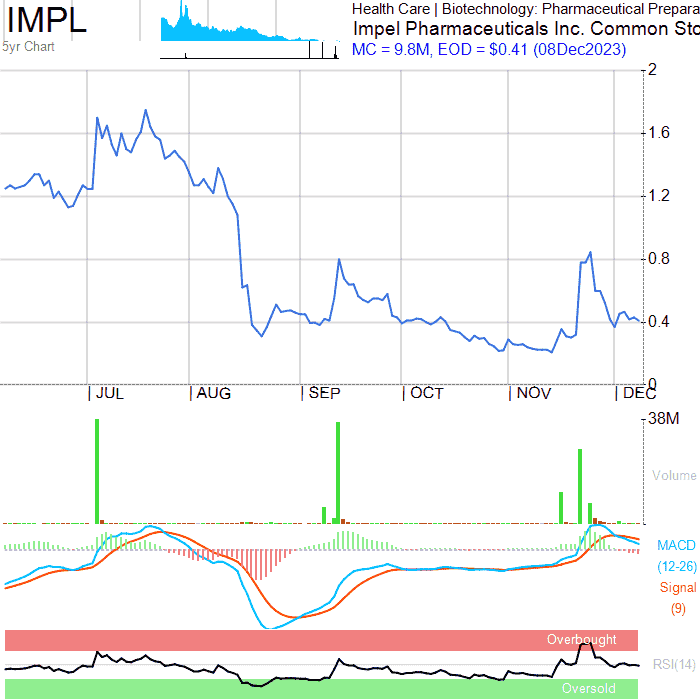 IMPL
5yr Chart
Health Care | Biotechnology: Pharmaceutical Prepara
Impel Pharmaceuticals Inc. Common Sto
MC = 9.8M, EOD = $0.41 (08Dec2023)
2
1.6
1.2
0.8
0.4
0
JUL
AUG
SEP
OCT
NOV
DEC
38M
Volume
MACD
(12-26)
Signal
(9)
Overbought
RSI(14)
Oversold